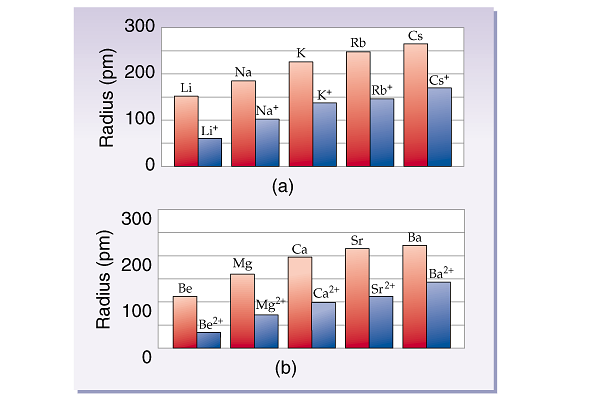 300
200
100
0
Radius (pm)
Li
Li+
Na
Na+
K
K+
Rb
Rb+
Cs
Cs+
(a)
300
200
100
0
Radius (pm)
Be
Be2+
Mg
Mg2+
Ca
Ca2+
Sr
Sr2+
Ba
Ba2+
(b)